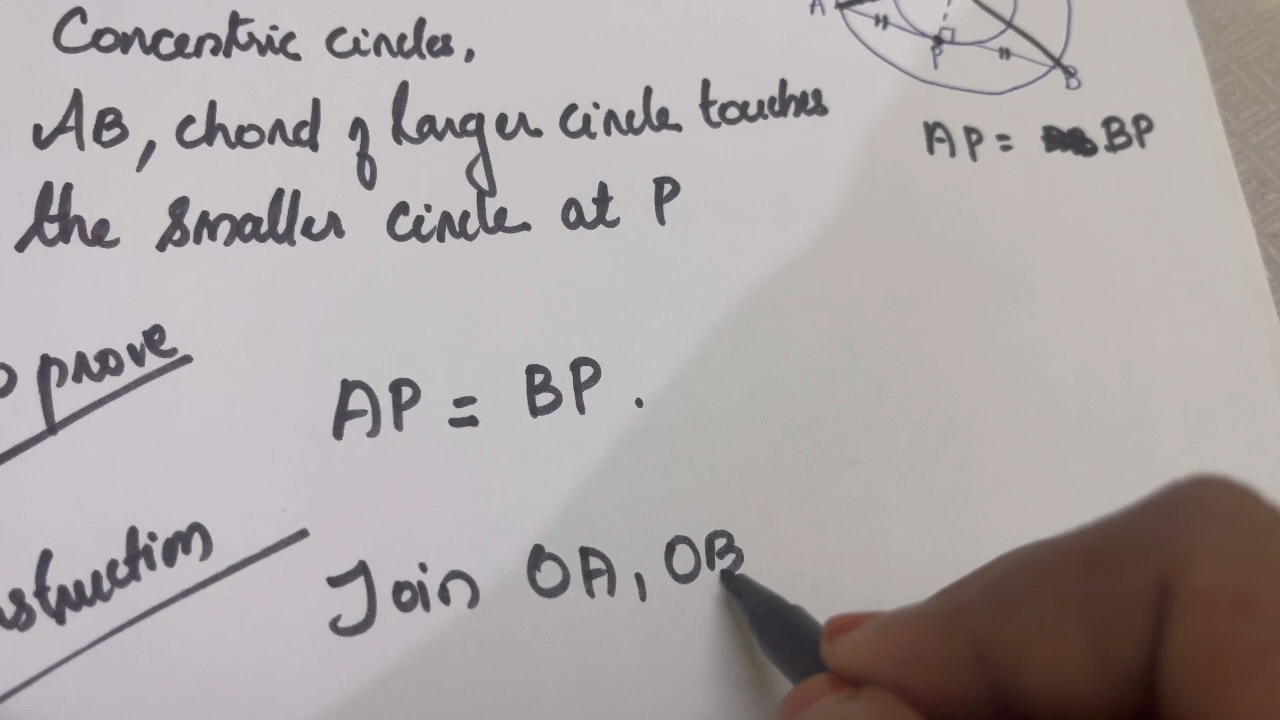 Concentric circles,
A
P
B
AB, chord of larger circle touches
AP = BP
the smaller circle at P
prove
AP = BP.
Join OA, OB